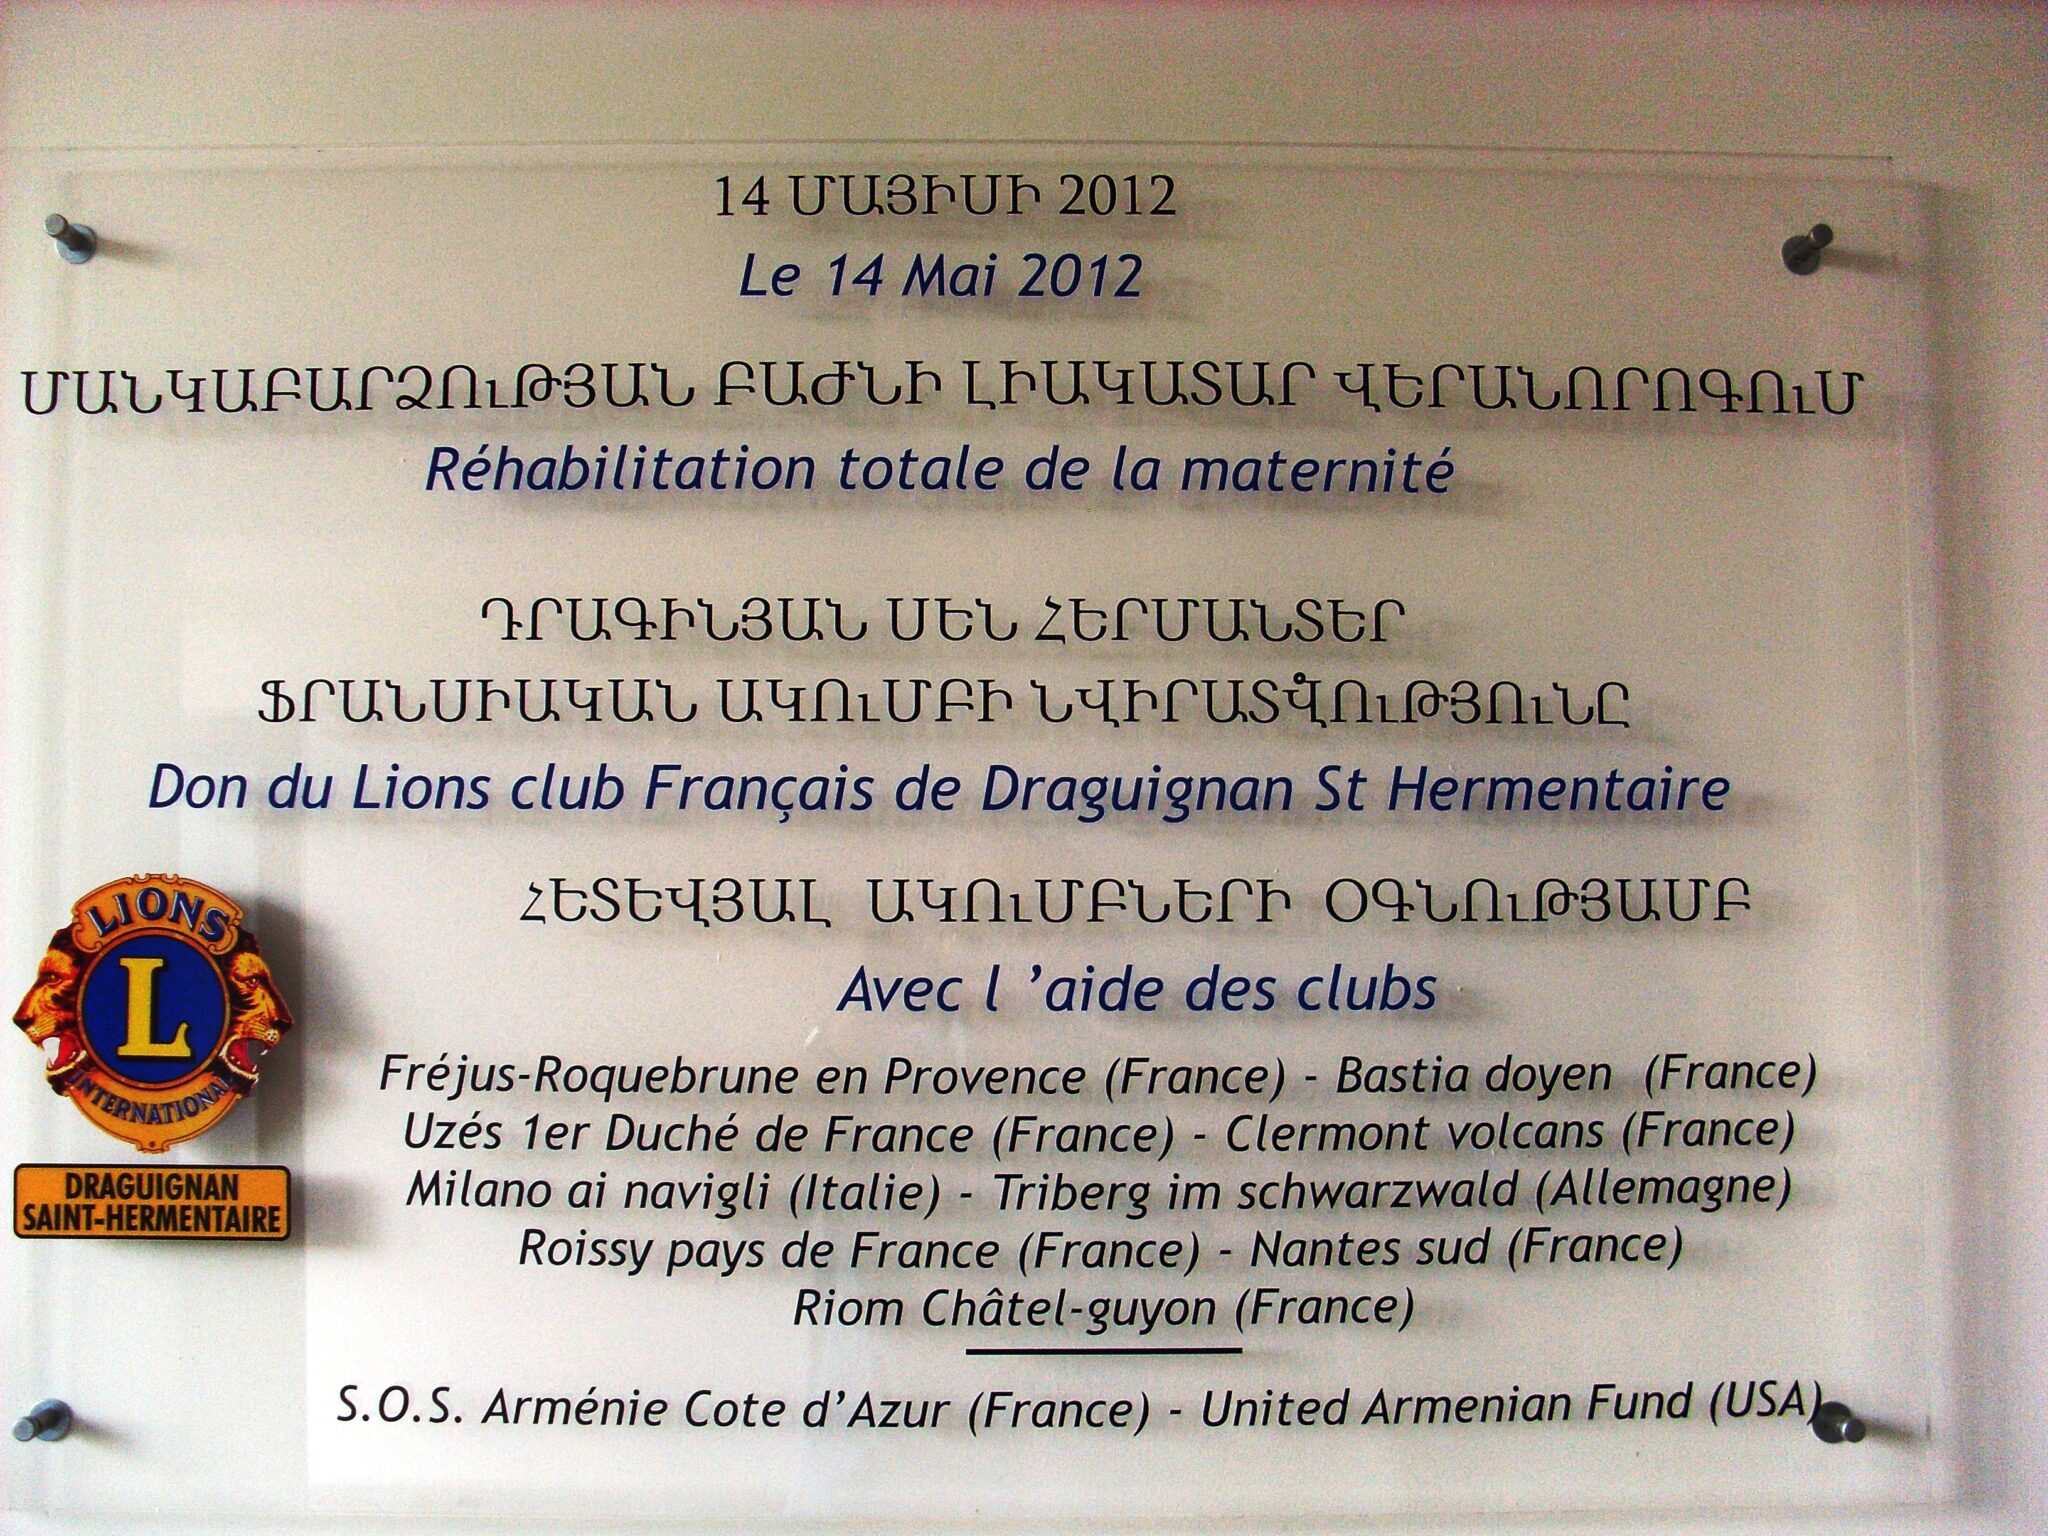 14 ՄԱՅԻՍԻ 2012
Le 14 Mai 2012
ՄԱՆԿԱԲԱՐՁՈւԹՅԱՆ ԲԱԺՆԻ ԼԻԱԿԱՏԱՐ ՎԵՐԱՆՈՐՈԳՈւՄ
Réhabilitation totale de la maternité
ԴՐԱԳԻՆՅԱՆ ՍԵՆ ՀԵՐՄԱՆՏԵՐ
ՖՐԱՆՍԻԱԿԱՆ ԱԿՈւՄԲԻ ՆՎԻՐԱՏՎՈւԹՅՈւՆԸ
Don du Lions club Français de Draguignan St Hermentaire
ՀԵՏԵՎՅԱԼ ԱԿՈւՄԲՆԵՐԻ ՕԳՆՈւԹՅԱՄԲ
Avec l ’aide des clubs
Fréjus-Roquebrune en Provence (France) - Bastia doyen (France)
Uzés 1er Duché de France (France) - Clermont volcans (France)
Milano ai navigli (Italie) - Triberg im schwarzwald (Allemagne)
Roissy pays de France (France) - Nantes sud (France)
Riom Châtel-guyon (France)
S.O.S. Arménie Cote d’Azur (France) - United Armenian Fund (USA)
LIONS
L
INTERNATIONAL
DRAGUIGNAN
SAINT-HERMENTAIRE